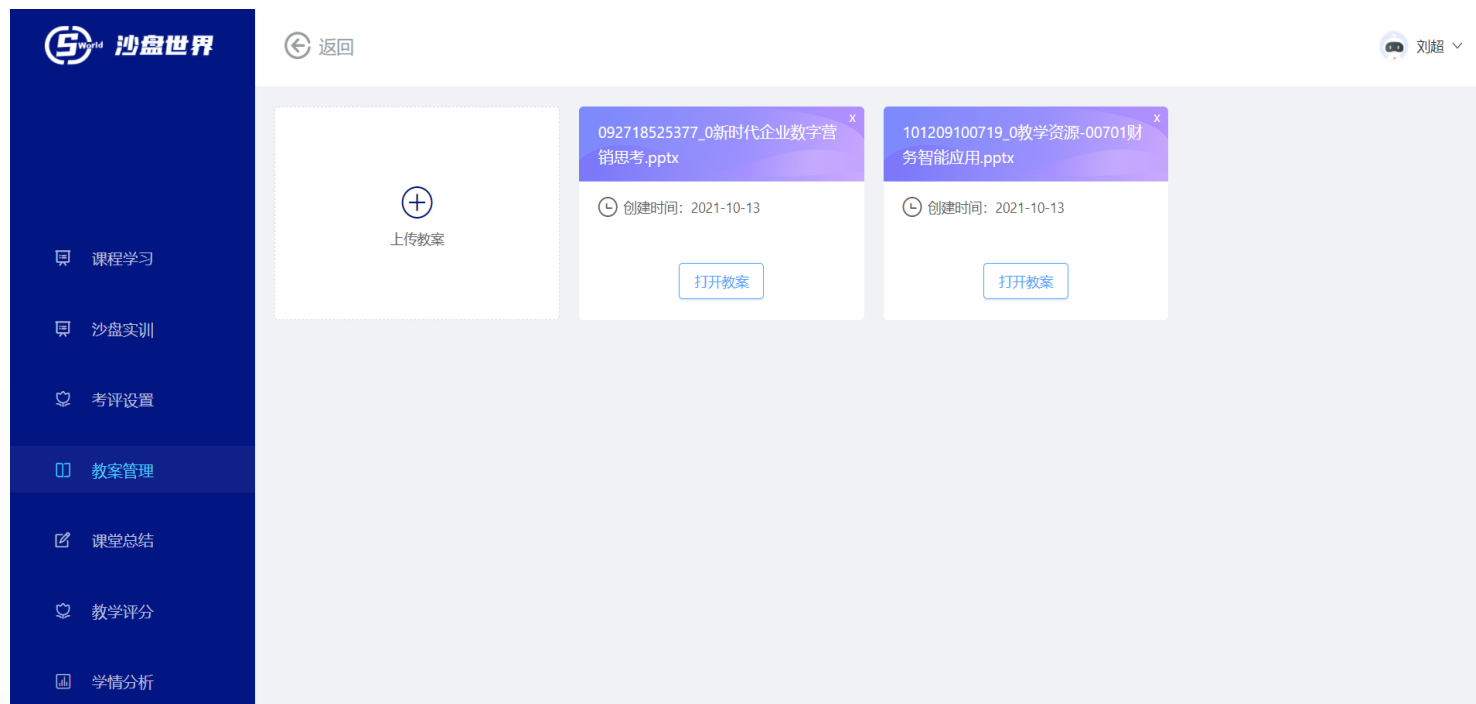 World 沙盘世界
返回
刘超
课程学习
沙盘实训
考评设置
教案管理
课堂总结
教学评分
学情分析
上传教案
092718525377_0新时代企业数字营
销思考.pptx
x
创建时间：2021-10-13
打开教案
101209100719_0教学资源-00701财
务智能应用.pptx
x
创建时间：2021-10-13
打开教案